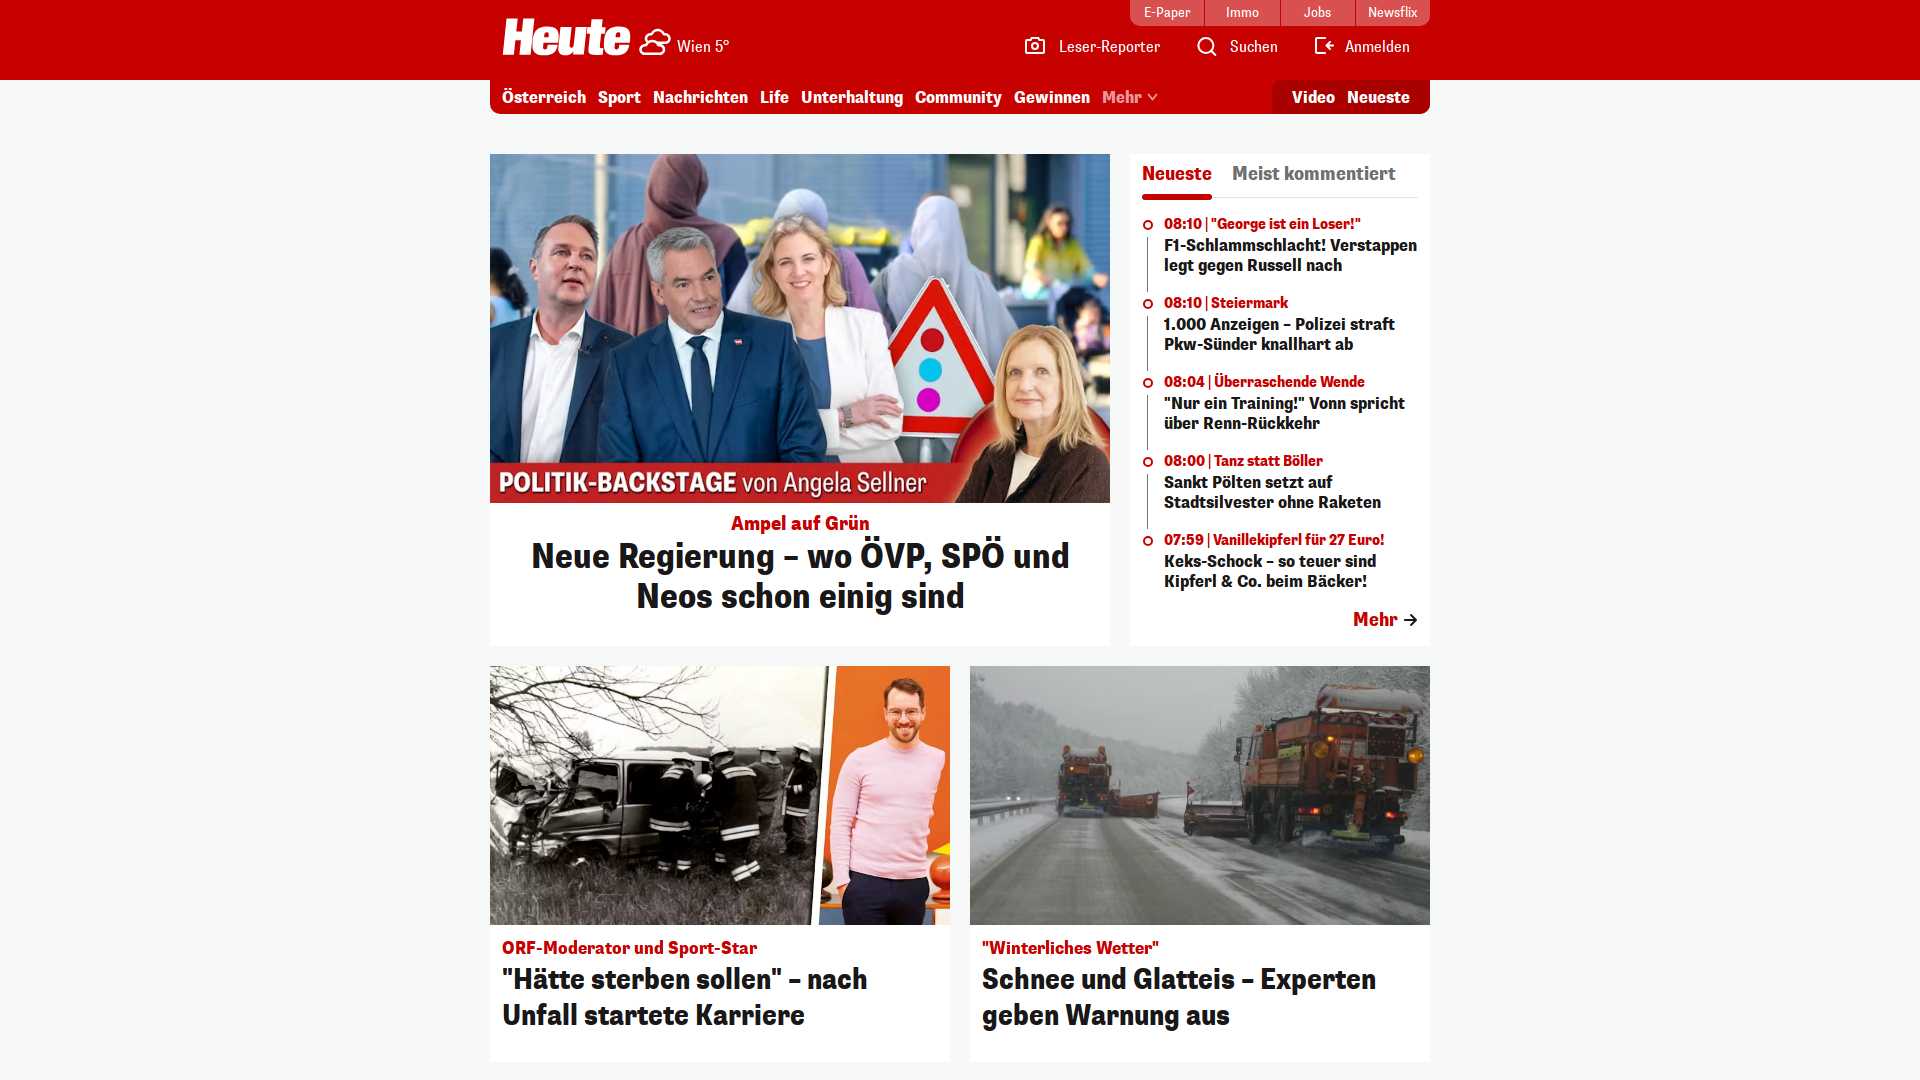 E-Paper
Immo
Jobs
Newsflix
Heute
Wien 5°
Leser-Reporter
Suchen
Anmelden
Österreich
Sport
Nachrichten
Life
Unterhaltung
Community
Gewinnen
Mehr
Video
Neueste
POLITIK-BACKSTAGE von Angela Sellner
Ampel auf Grün
Neue Regierung – wo ÖVP, SPÖ und
Neos schon einig sind
Neueste
Meist kommentiert
08:10 | "George ist ein Loser!"
F1-Schlammschlacht! Verstappen
legt gegen Russell nach
08:10 | Steiermark
1.000 Anzeigen – Polizei straft
Pkw-Sünder knallhart ab
08:04 | Überraschende Wende
"Nur ein Training!" Vonn spricht
über Renn-Rückkehr
08:00 | Tanz statt Böller
Sankt Pölten setzt auf
Stadtsilvester ohne Raketen
07:59 | Vanillekipferl für 27 Euro!
Keks-Schock – so teuer sind
Kipferl & Co. beim Bäcker!
Mehr
ORF-Moderator und Sport-Star
"Hätte sterben sollen" – nach
Unfall startete Karriere
"Winterliches Wetter"
Schnee und Glatteis – Experten
geben Warnung aus